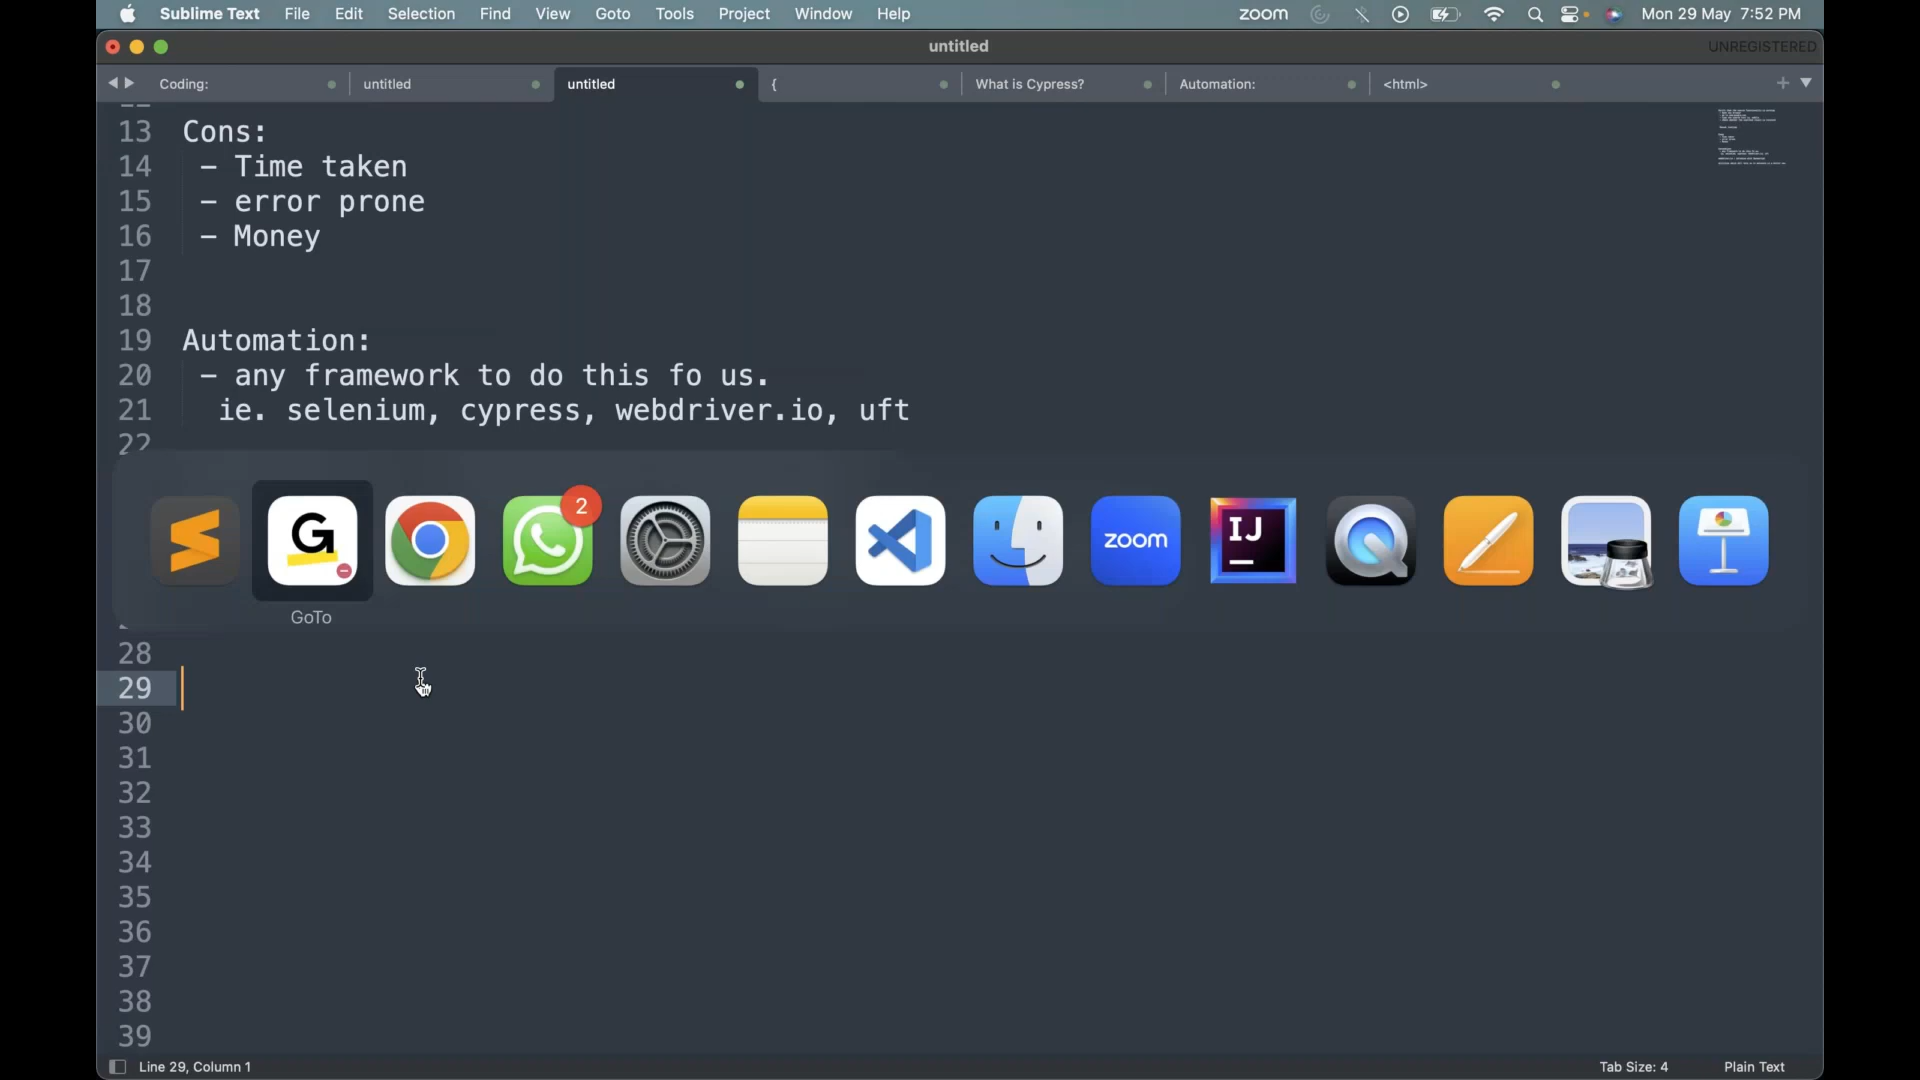 Sublime Text File Edit Selection Find View Goto Tools Project Window Help zoom Mon 29 May 7:52 PM
untitled UNREGISTERED
Coding: untitled untitled { What is Cypress? Automation: <html>
13 Cons:
14 – Time taken
15 – error prone
16 – Money
17
18
19 Automation:
20 – any framework to do this fo us.
21 ie. selenium, cypress, webdriver.io, uft
22
G 2 zoom IJ
GoTo
28
29
30
31
32
33
34
35
36
37
38
39
Line 29, Column 1 Tab Size: 4 Plain Text